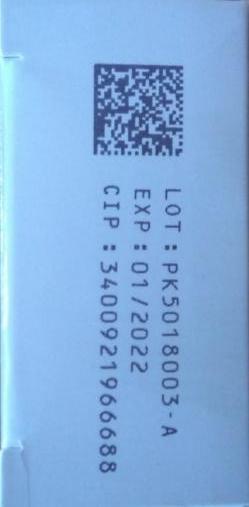 LOT : PK5018003-A
EXP : 01/2022
CIP : 3400921966688